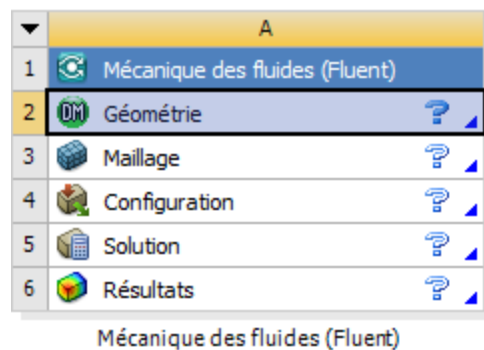 A
1 Mécanique des fluides (Fluent)
2 DM Géométrie ?
3 Maillage ?
4 Configuration ?
5 Solution ?
6 Résultats ?
Mécanique des fluides (Fluent)